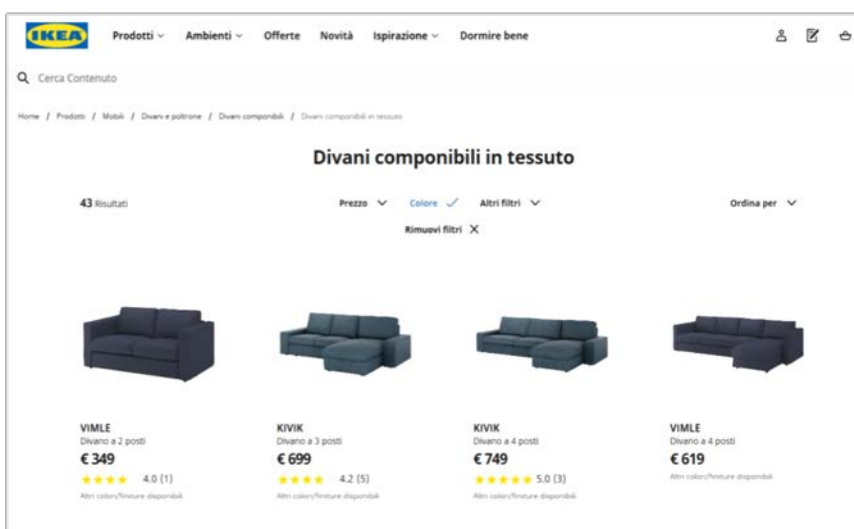 IKEA Prodotti Ambienti Offerte Novità Ispirazione Dormire bene
Cerca Contenuto
Home / Prodotti / Mobili / Divani e poltrone / Divani componibili / Divani componibili in tessuto
Divani componibili in tessuto
43 Risultati Prezzo Colore Altri filtri Ordina per
Rimuovi filtri
VIMLE KIVIK KIVIK VIMLE
Divano a 2 posti Divano a 3 posti Divano a 4 posti Divano a 4 posti
€ 349 € 699 € 749 € 619
4.0 (1) 4.2 (5) 5.0 (3)
Altri colori/finiture disponibili Altri colori/finiture disponibili Altri colori/finiture disponibili Altri colori/finiture disponibili